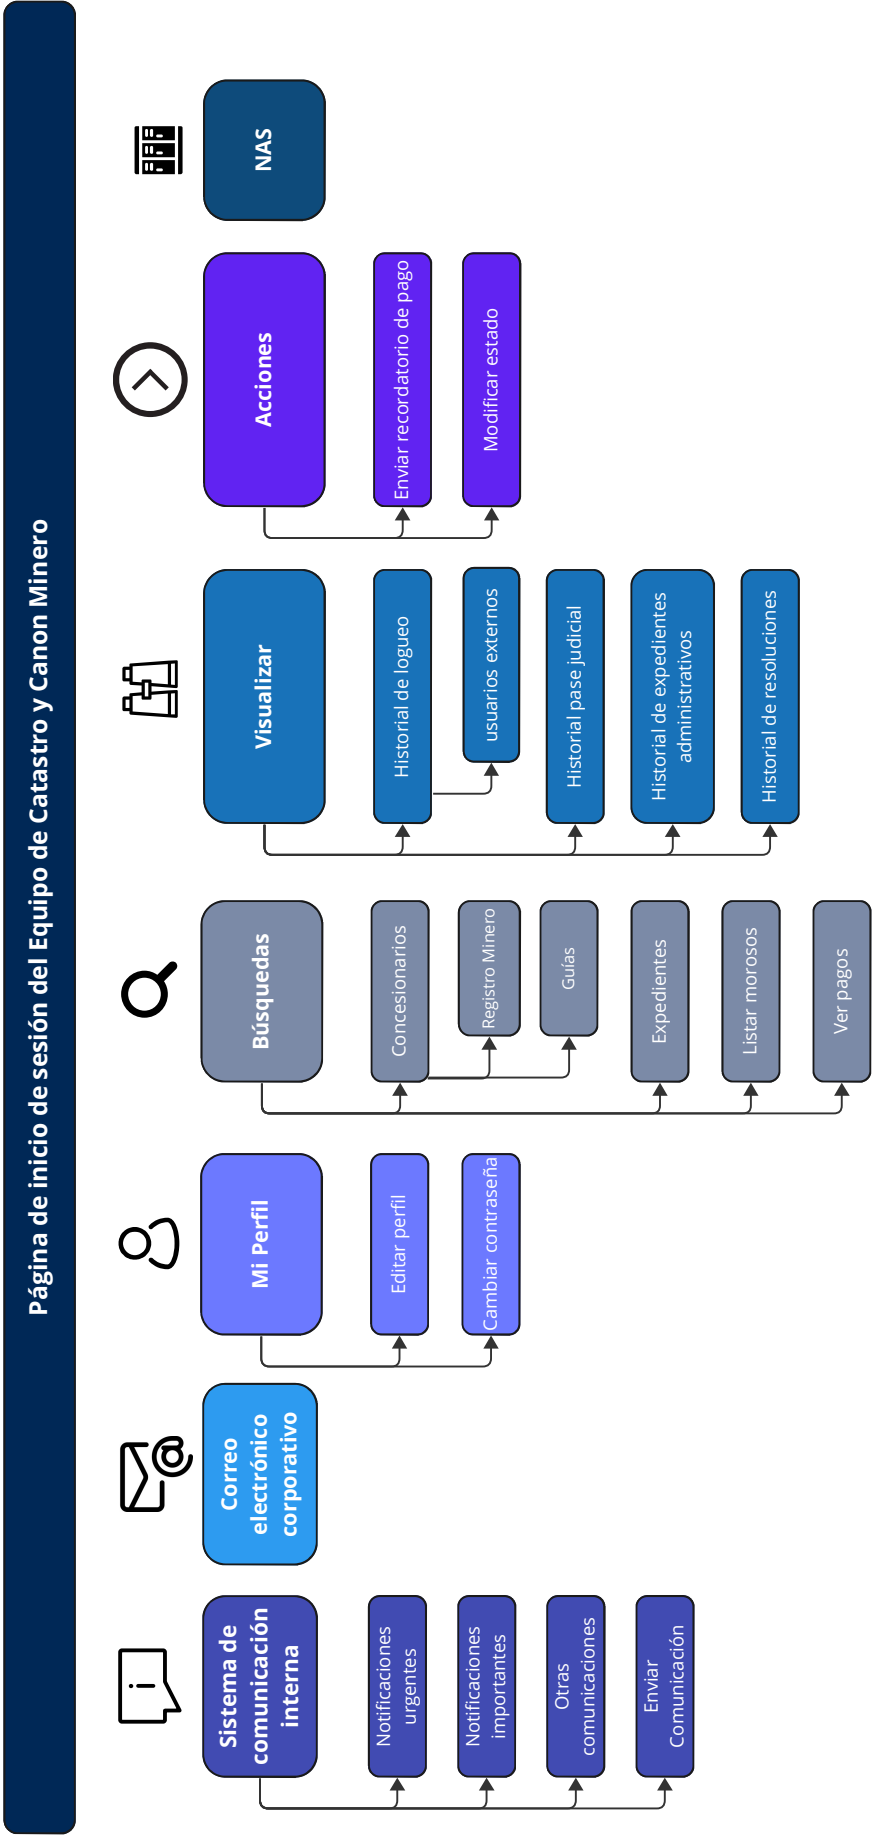 Página de inicio de sesión del Equipo de Catastro y Canon Minero
Sistema de
comunicación
interna
Notificaciones
urgentes
Notificaciones
importantes
Otras
comunicaciones
Enviar
Comunicación
Correo
electrónico
corporativo
Mi Perfil
Editar perfil
Cambiar contraseña
Búsquedas
Concesionarios
Registro Minero
Guías
Expedientes
Listar morosos
Ver pagos
Visualizar
Historial de logueo
usuarios externos
Historial pase judicial
Historial de expedientes
administrativos
Historial de resoluciones
Acciones
Enviar recordatorio de pago
Modificar estado
NAS